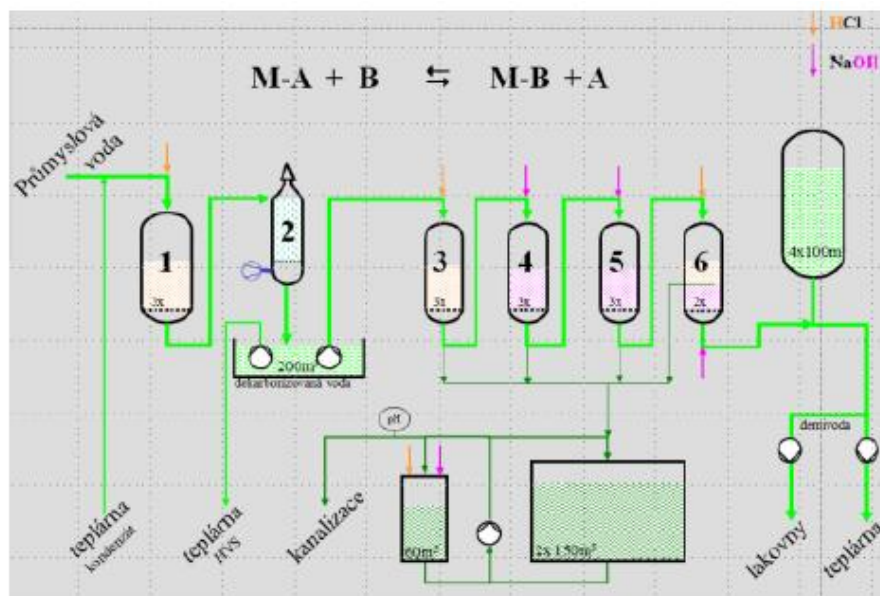 HCl
NaOH
M-A + B ⇆ M-B + A
Průmyslová
voda
1
3x
2
3
3x
4
3x
5
3x
6
2x
4x100m
200m³
dekarbonizovaná voda
pH
demivoda
teplárna
kondenzát
teplárna
HVS
kanalizace
60m³
2x 150m³
lakovny
teplárna